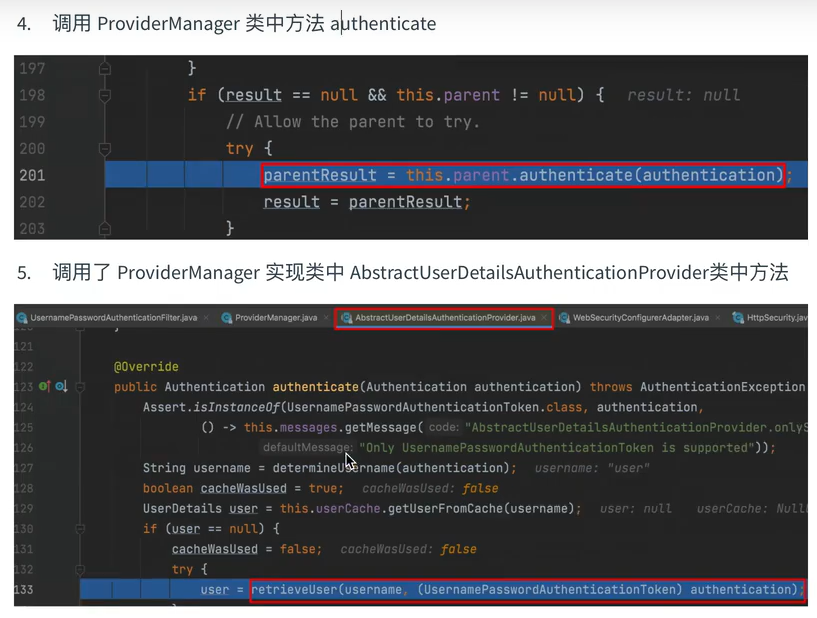 4. 调用 ProviderManager 类中方法 authenticate
197 }
198 if (result == null && this.parent != null) { result: null
199 // Allow the parent to try.
200 try {
201 parentResult = this.parent.authenticate(authentication);
202 result = parentResult;
203 }
5. 调用了 ProviderManager 实现类中 AbstractUserDetailsAuthenticationProvider类中方法
UsernamePasswordAuthenticationFilter.java × ProviderManager.java × AbstractUserDetailsAuthenticationProvider.java × WebSecurityConfigurerAdapter.java × HttpSecurity.jav
121
122 @Override
123 public Authentication authenticate(Authentication authentication) throws AuthenticationException
124 Assert.isInstanceOf(UsernamePasswordAuthenticationToken.class, authentication,
125 () -> this.messages.getMessage( code: "AbstractUserDetailsAuthenticationProvider.onlyS
126 defaultMessage: "Only UsernamePasswordAuthenticationToken is supported"));
127 String username = determineUsername(authentication); username: "user"
128 boolean cacheWasUsed = true; cacheWasUsed: false
129 UserDetails user = this.userCache.getUserFromCache(username); user: null userCache: Null
130 if (user == null) {
131 cacheWasUsed = false; cacheWasUsed: false
132 try {
133 user = retrieveUser(username, (UsernamePasswordAuthenticationToken) authentication);